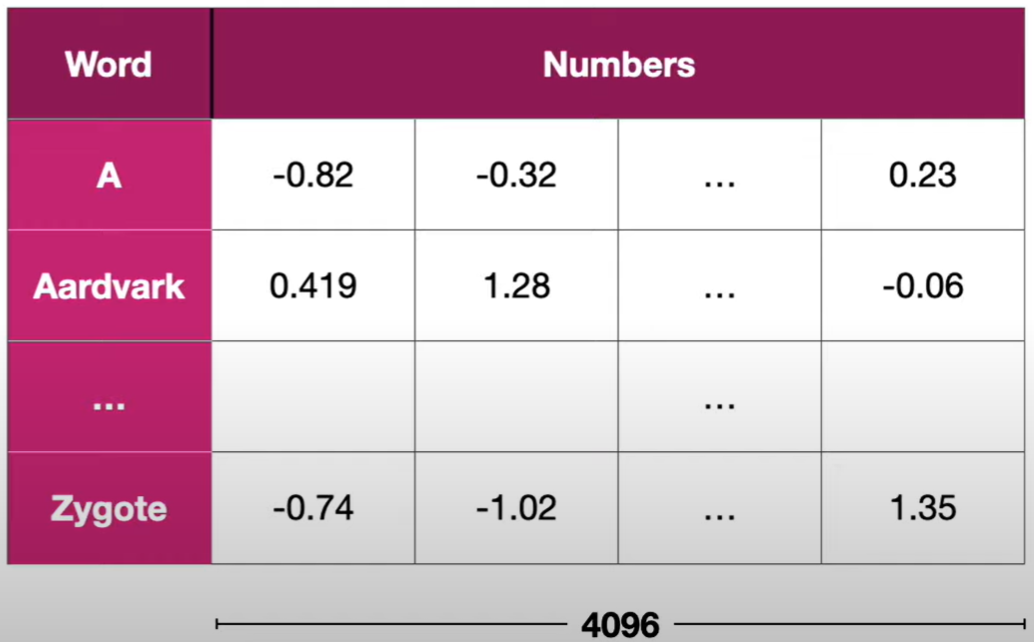 Word Numbers
A -0.82 -0.32 ... 0.23
Aardvark 0.419 1.28 ... -0.06
... ...
Zygote -0.74 -1.02 ... 1.35
4096